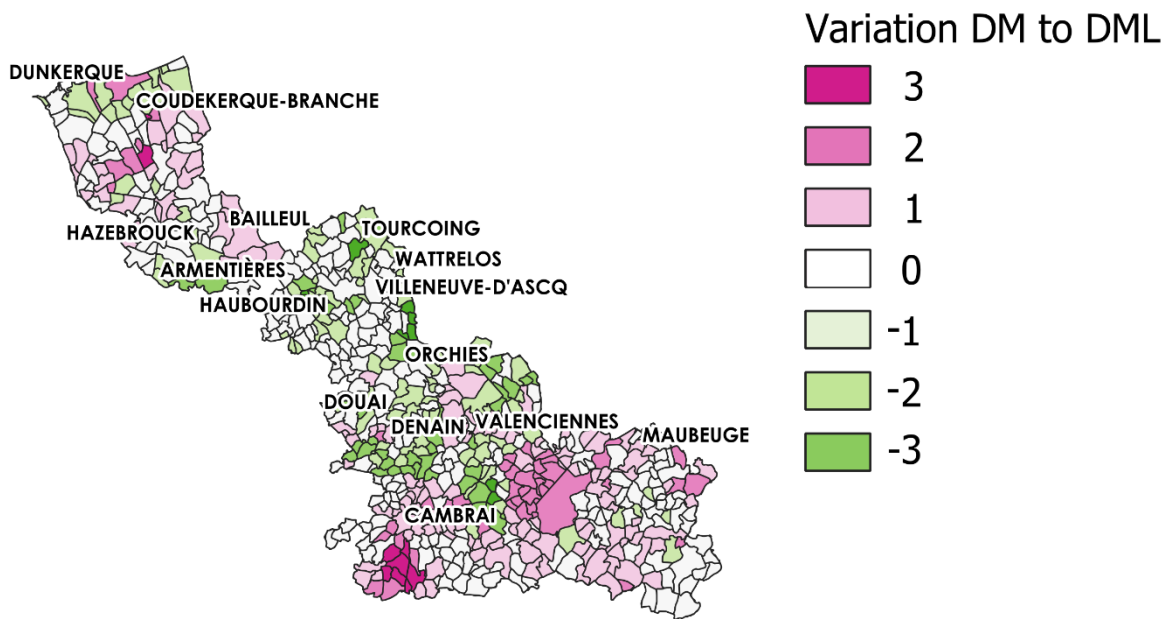 Variation DM to DML
3
2
1
0
-1
-2
-3
DUNKERQUE
COUDEKERQUE-BRANCHE
BAILLEUL
HAZEBROUCK
TOURCOING
WATTRELOS
ARMENTIÈRES
VILLENEUVE-D'ASCQ
HAUBOURDIN
ORCHIES
DOUAI
DENAIN
VALENCIENNES
MAUBEUGE
CAMBRAI